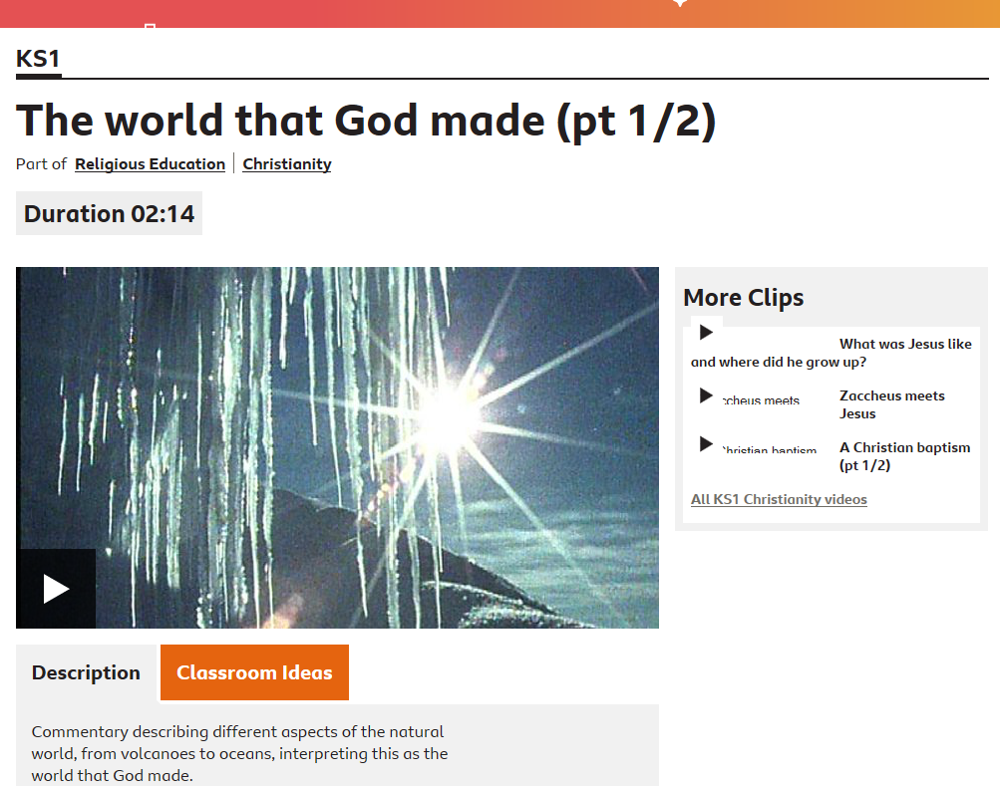 KS1
The world that God made (pt 1/2)
Part of Religious Education Christianity
Duration 02:14
More Clips
What was Jesus like
and where did he grow up?
ccheus meets
Zaccheus meets
Jesus
Christian baptism
A Christian baptism
(pt 1/2)
All KS1 Christianity videos
Description
Classroom Ideas
Commentary describing different aspects of the natural
world, from volcanoes to oceans, interpreting this as the
world that God made.